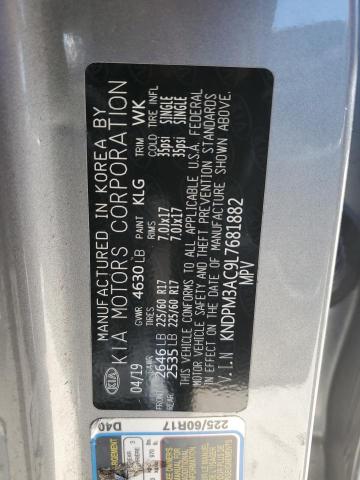 MANUFACTURED IN KOREA BY
KIA KIA MOTORS CORPORATION
04/19 GVWR 4630 LB PAINT KLG TRIM WK
GAWR TIRES RIMS COLD TIRE INFL
FRONT 2646 LB 225/60 R17 7.0JX17 35psi SINGLE
2535 LB 225/60 R17 7.0JX17 35psi SINGLE
THIS VEHICLE CONFORMS TO ALL APPLICABLE U.S.A. FEDERAL
MOTOR VEHICLE SAFETY AND THEFT PREVENTION STANDARDS
IN EFFECT ON THE DATE OF MANUFACTURE SHOWN ABOVE.
V.I.N KNDPM3AC9L7681882
MPV
D40 225/60R17